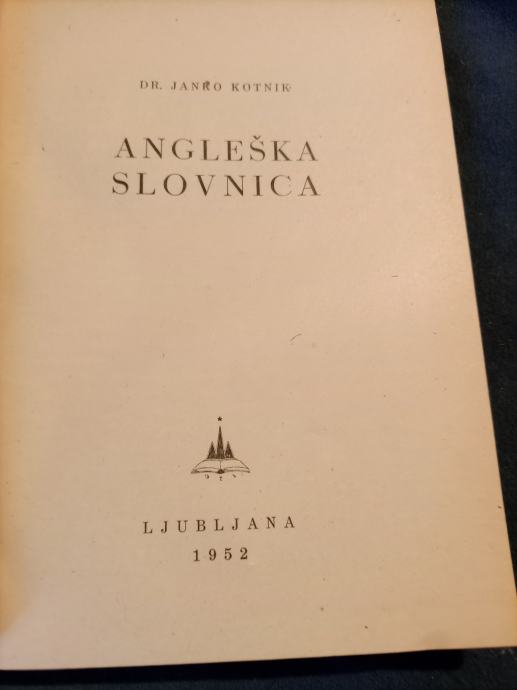 DR. JANKO KOTNIK
ANGLEŠKA
SLOVNICA
LJUBLJANA
1952